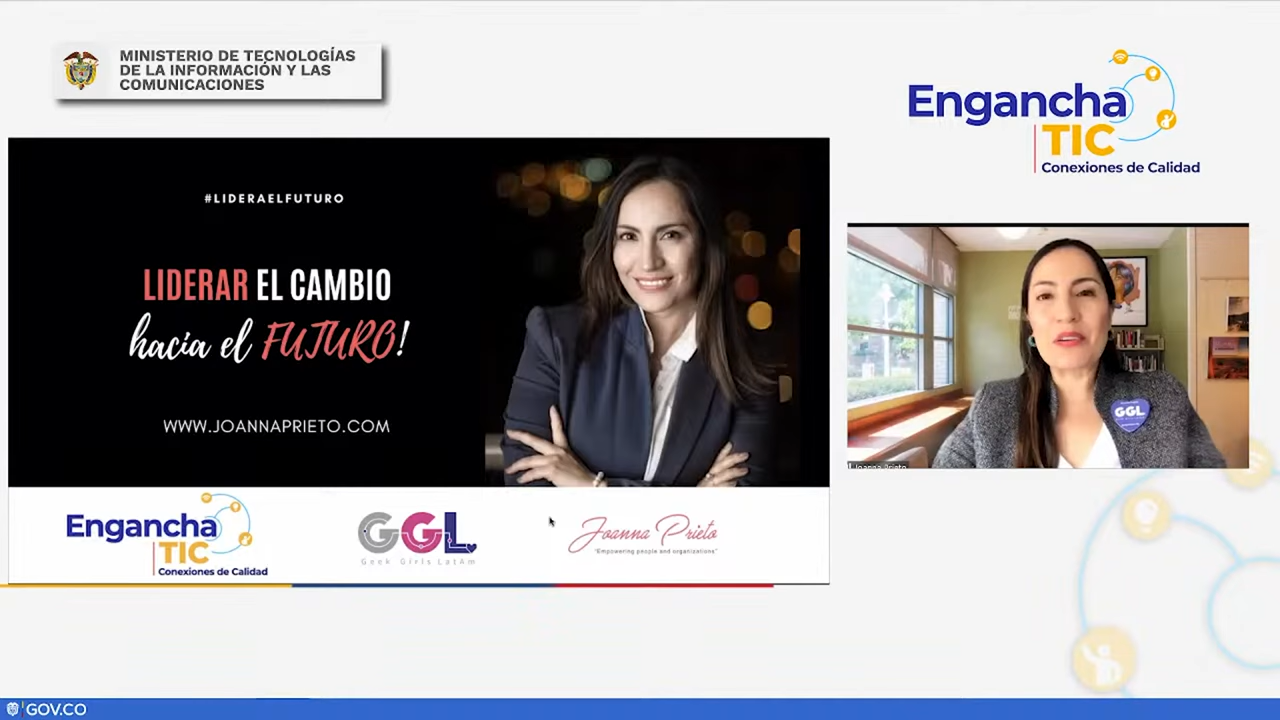 MINISTERIO DE TECNOLOGÍAS
DE LA INFORMACIÓN Y LAS
COMUNICACIONES
Engancha
TIC
Conexiones de Calidad
#LIDERAELFUTURO
LIDERAR EL CAMBIO
hacia el FUTURO!
WWW.JOANNAPRIETO.COM
GGL
Joanna Prieto
Engancha
TIC
Conexiones de Calidad
GGL
Geek Girls LatAm
Joanna Prieto
"Empowering people and organizations"
GOV.CO